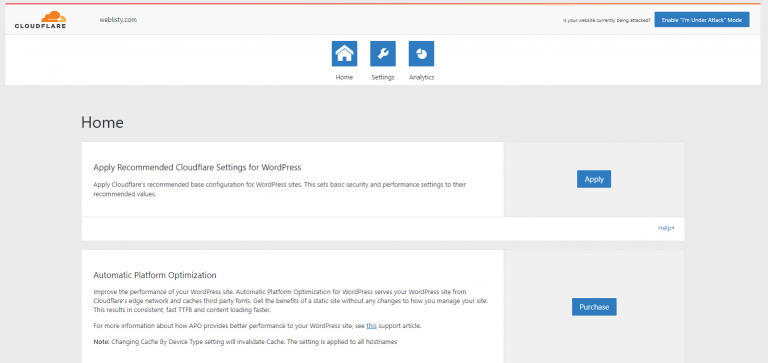 CLOUDFLARE
weblisty.com
Is your website currently being attacked?
Enable "I'm Under Attack" Mode
Home
Settings
Analytics
Home
Apply Recommended Cloudflare Settings for WordPress
Apply Cloudflare's recommended base configuration for WordPress sites. This sets basic security and performance settings to their
recommended values.
Apply
Help
Automatic Platform Optimization
Improve the performance of your WordPress site. Automatic Platform Optimization for WordPress serves your WordPress site from
Cloudflare's edge network and caches third party fonts. Get the benefits of a static site without any changes to how you manage your site.
This results in consistent, fast TTFB and content loading faster.
Purchase
For more information about how APO provides better performance to your WordPress site, see this support article.
Note: Changing Cache By Device Type setting will invalidate Cache. The setting is applied to all hostnames